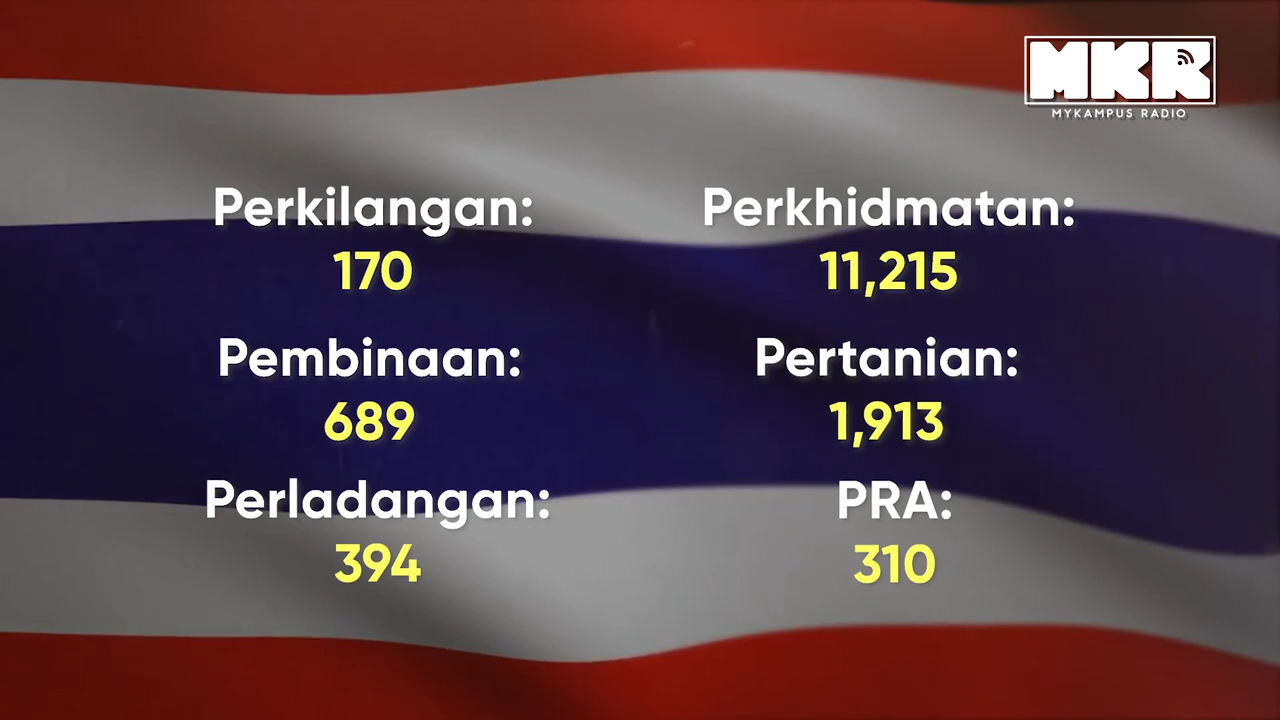 MKR
MYKAMPUS RADIO
Perkilangan:
170
Perkhidmatan:
11,215
Pembinaan:
689
Pertanian:
1,913
Perladangan:
394
PRA:
310